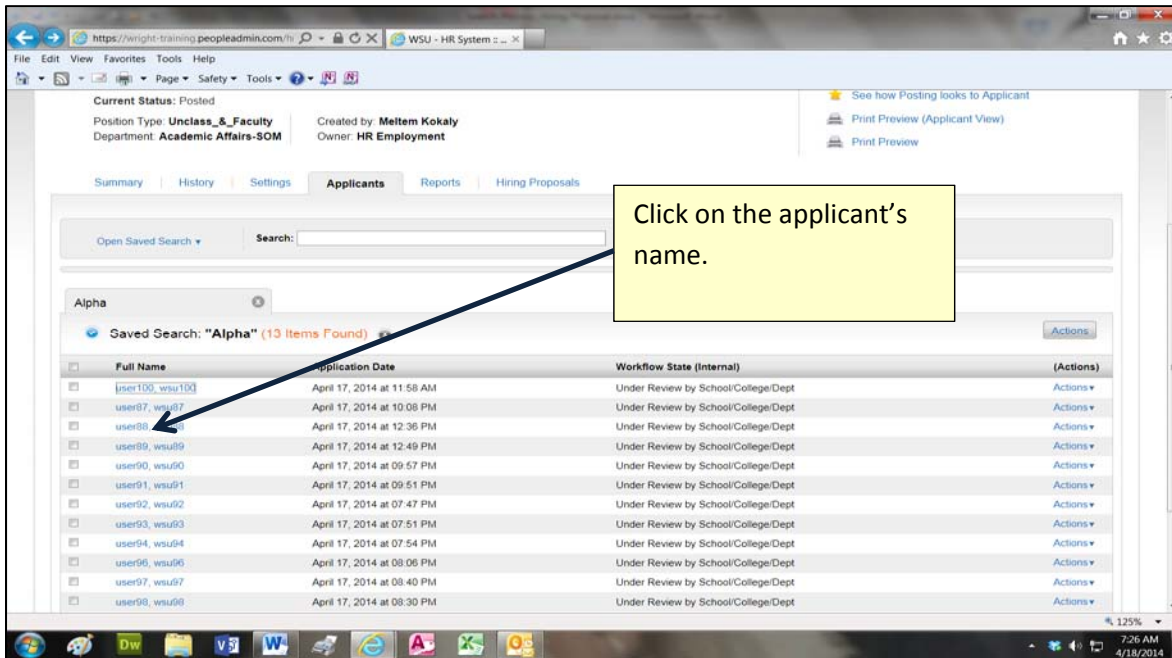 https://wright-training.peopleadmin.com/hi
WSU - HR System :: ...
File Edit View Favorites Tools Help
Page Safety Tools
Current Status: Posted
Position Type: Unclass_&_Faculty Created by: Meltem Kokaly
Department: Academic Affairs-SOM Owner: HR Employment
See how Posting looks to Applicant
Print Preview (Applicant View)
Print Preview
Summary History Settings Applicants Reports Hiring Proposals
Open Saved Search Search:
Click on the applicant’s
name.
Alpha
Saved Search: "Alpha" (13 Items Found) Actions
Full Name Application Date Workflow State (Internal) (Actions)
user100, wsu100 April 17, 2014 at 11:58 AM Under Review by School/College/Dept Actions
user87, wsu87 April 17, 2014 at 10:08 PM Under Review by School/College/Dept Actions
user88, April 17, 2014 at 12:36 PM Under Review by School/College/Dept Actions
user89, wsu89 April 17, 2014 at 12:49 PM Under Review by School/College/Dept Actions
user90, wsu90 April 17, 2014 at 09:57 PM Under Review by School/College/Dept Actions
user91, wsu91 April 17, 2014 at 09:51 PM Under Review by School/College/Dept Actions
user92, wsu92 April 17, 2014 at 07:47 PM Under Review by School/College/Dept Actions
user93, wsu93 April 17, 2014 at 07:51 PM Under Review by School/College/Dept Actions
user94, wsu94 April 17, 2014 at 07:54 PM Under Review by School/College/Dept Actions
user96, wsu96 April 17, 2014 at 08:06 PM Under Review by School/College/Dept Actions
user97, wsu97 April 17, 2014 at 08:40 PM Under Review by School/College/Dept Actions
user98, wsu98 April 17, 2014 at 08:30 PM Under Review by School/College/Dept Actions
125%
Dw
7:26 AM
4/18/2014